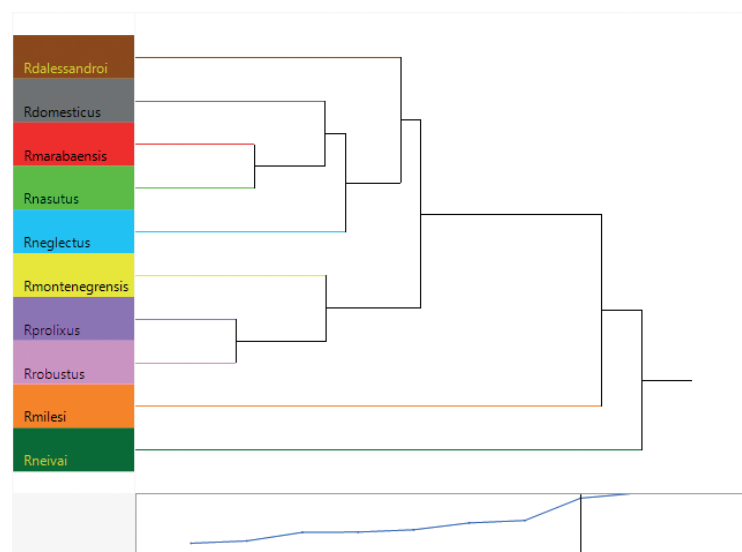 Rdalessandroi
Rdomesticus
Rmarabaensis
Rnasutus
Rneglectus
Rmontenegrensis
Rprolixus
Rrobustus
Rmilesi
Rneivai